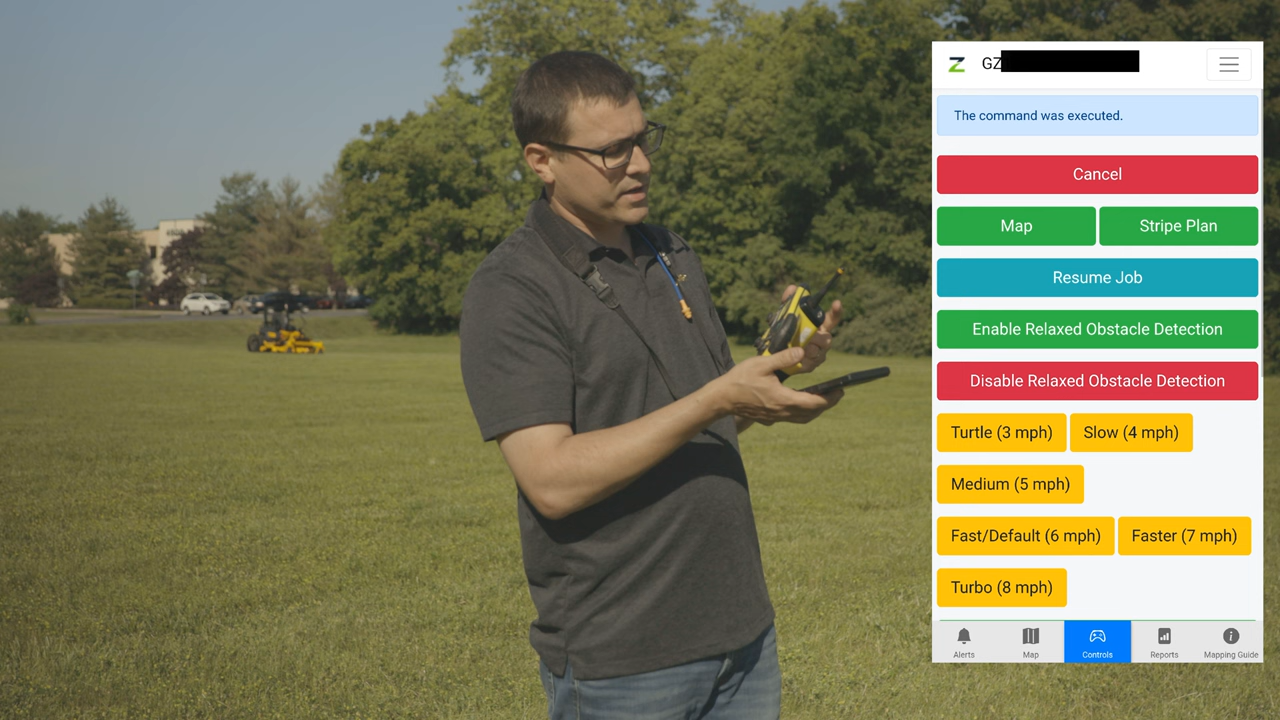 GZ
The command was executed.
Cancel
Map
Stripe Plan
Resume Job
Enable Relaxed Obstacle Detection
Disable Relaxed Obstacle Detection
Turtle (3 mph)
Slow (4 mph)
Medium (5 mph)
Fast/Default (6 mph)
Faster (7 mph)
Turbo (8 mph)
Alerts
Map
Controls
Reports
Mapping Guide